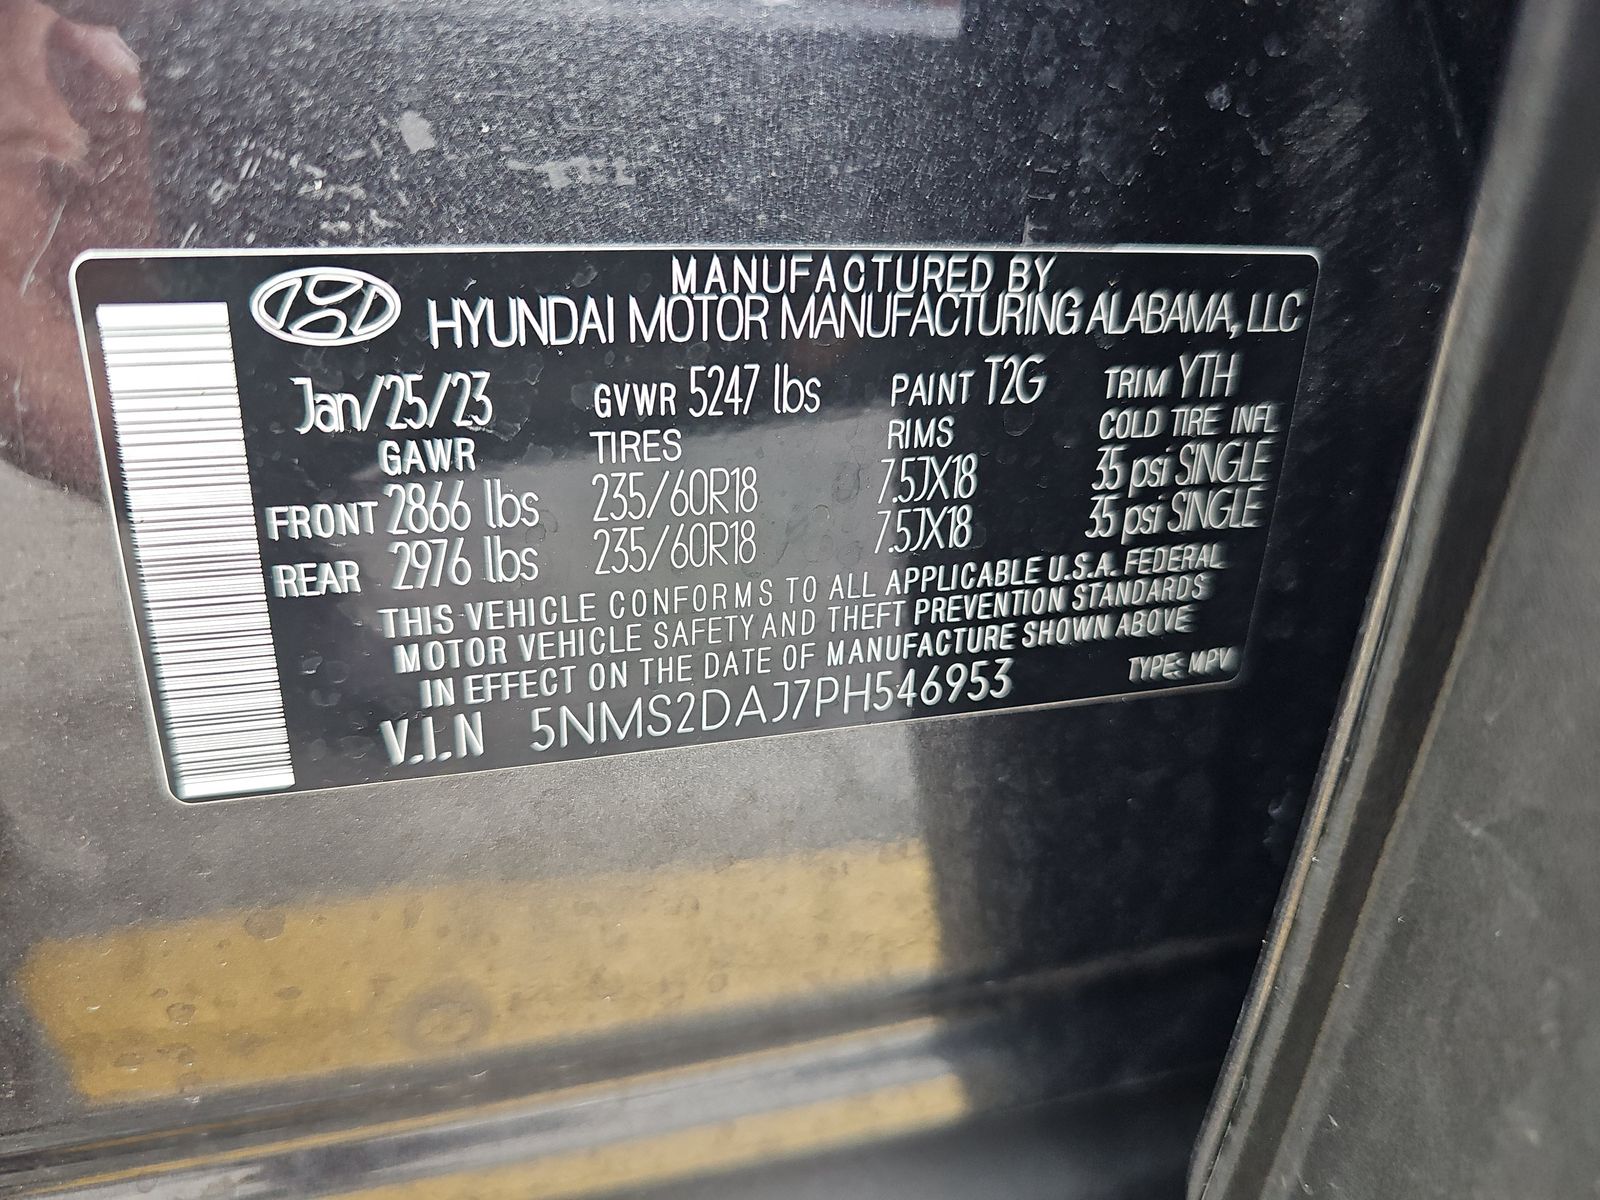 MANUFACTURED BY
HYUNDAI MOTOR MANUFACTURING ALABAMA, LLC
Jan/25/23 GVWR 5247 lbs PAINT T2G TRIM YTH
GAWR TIRES RIMS COLD TIRE INFL
FRONT 2866 lbs 235/60R18 7.5JX18 35 psi SINGLE
REAR 2976 lbs 235/60R18 7.5JX18 35 psi SINGLE
THIS VEHICLE CONFORMS TO ALL APPLICABLE U.S.A. FEDERAL
MOTOR VEHICLE SAFETY AND THEFT PREVENTION STANDARDS
IN EFFECT ON THE DATE OF MANUFACTURE SHOWN ABOVE
V.I.N 5NMS2DAJ7PH546953 TYPE: MPV